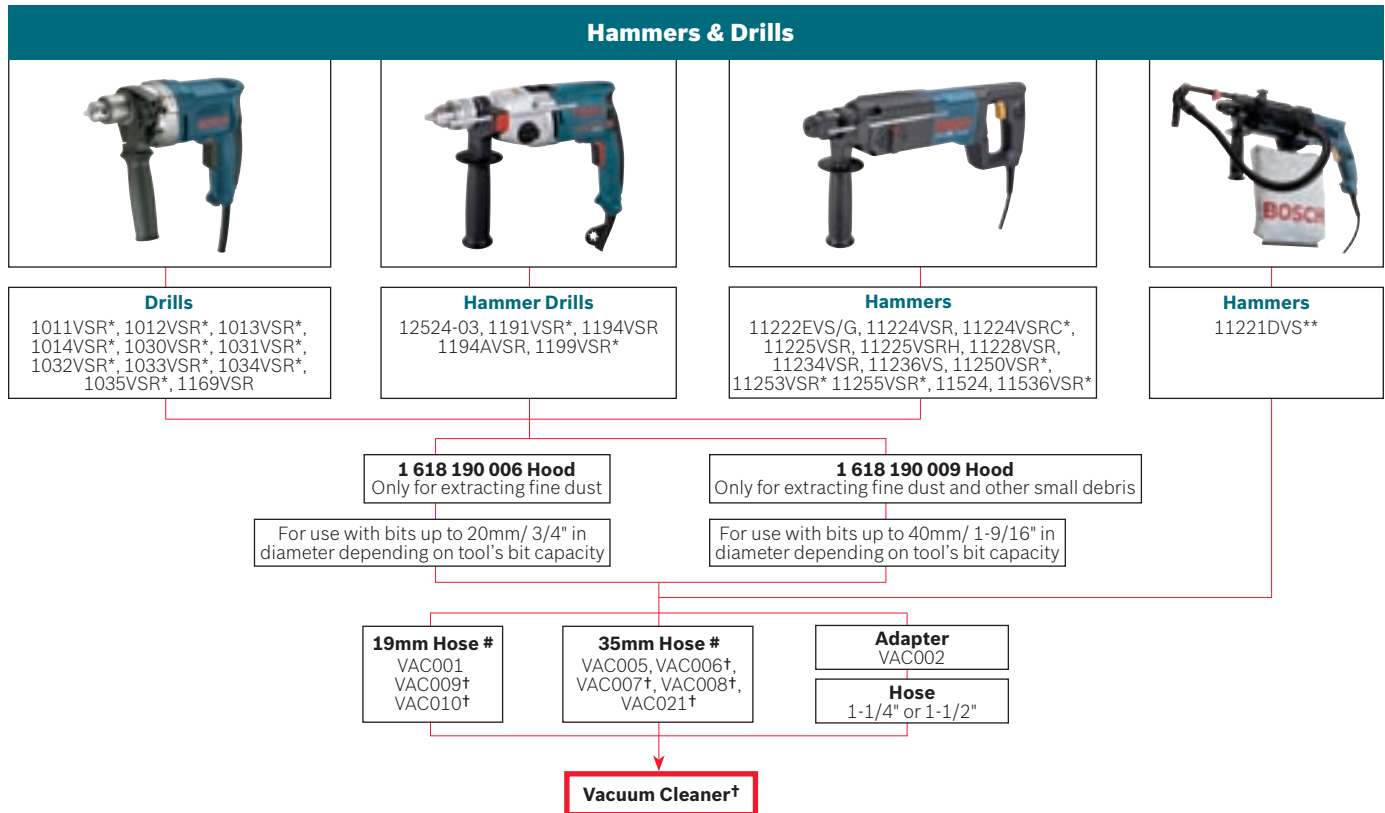 Hammers & Drills
BOSCH
Drills
1011VSR*, 1012VSR*, 1013VSR*,
1014VSR*, 1030VSR*, 1031VSR*,
1032VSR*, 1033VSR*, 1034VSR*,
1035VSR*, 1169VSR
Hammer Drills
12524-03, 1191VSR*, 1194VSR
1194AVSR, 1199VSR*
Hammers
11222EVS/G, 11224VSR, 11224VSRC*,
11225VSR, 11225VSRH, 11228VSR,
11234VSR, 11236VS, 11250VSR*,
11253VSR* 11255VSR*, 11524, 11536VSR*
Hammers
11221DVS**
1 618 190 006 Hood
Only for extracting fine dust
1 618 190 009 Hood
Only for extracting fine dust and other small debris
For use with bits up to 20mm/ 3/4" in
diameter depending on tool's bit capacity
For use with bits up to 40mm/ 1-9/16" in
diameter depending on tool's bit capacity
19mm Hose #
VAC001
VAC009†
VAC010†
35mm Hose #
VAC005, VAC006†,
VAC007†, VAC008†,
VAC021†
Adapter
VAC002
Hose
1-1/4" or 1-1/2"
Vacuum Cleaner†